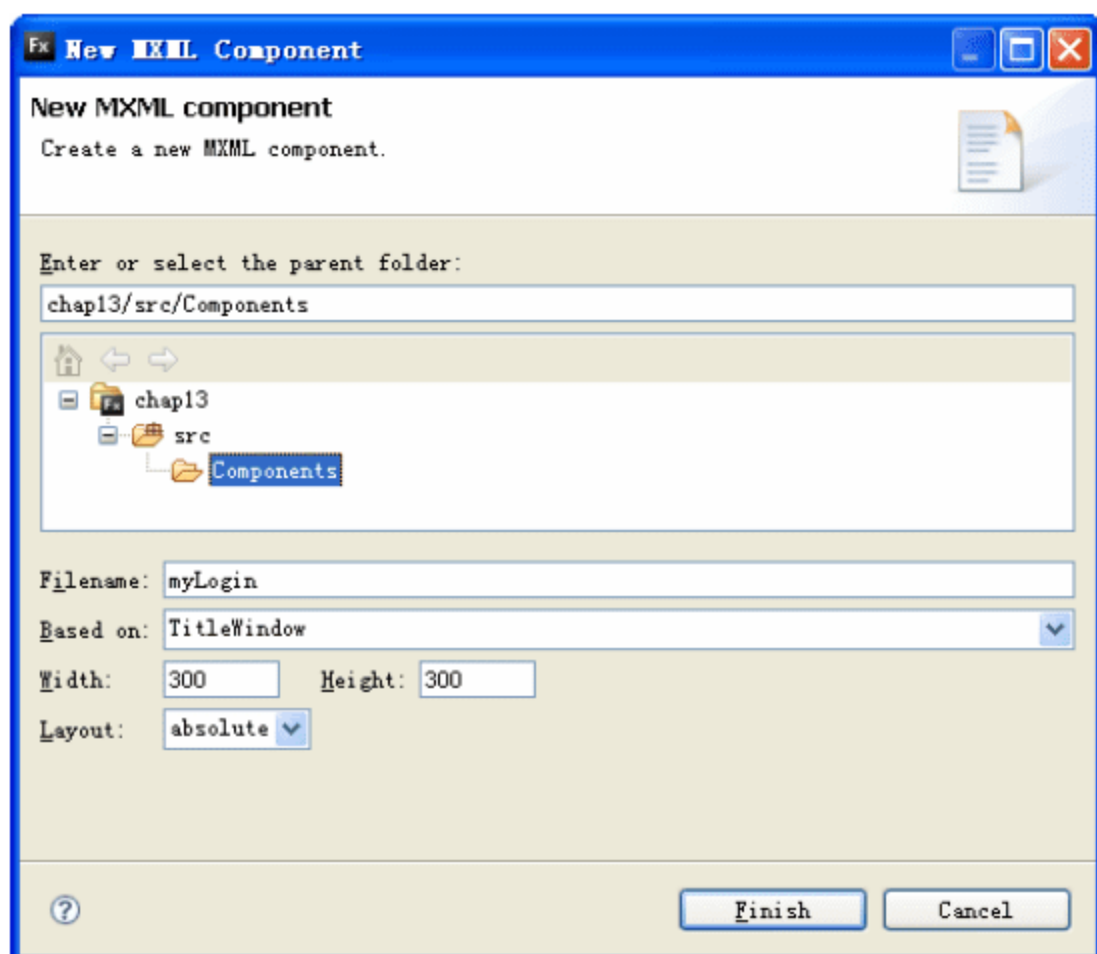 Fx New MXML Component
New MXML component
Create a new MXML component.
Enter or select the parent folder:
chap13/src/Components
Fx chap13
src
Components
Filename: myLogin
Based on: TitleWindow
Width: 300 Height: 300
Layout: absolute
?
Finish Cancel